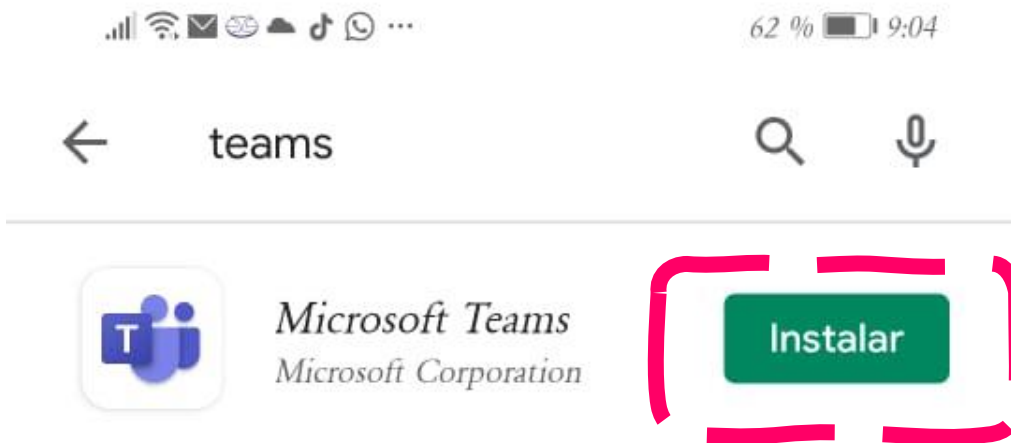 62 % 9:04
teams
T
Microsoft Teams
Instalar
Microsoft Corporation